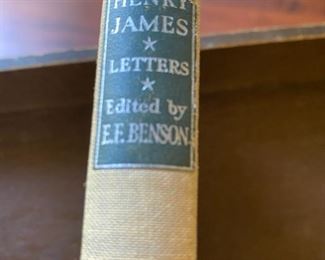 HENRY
JAMES
★
LETTERS
★
Edited by
E.F. BENSON